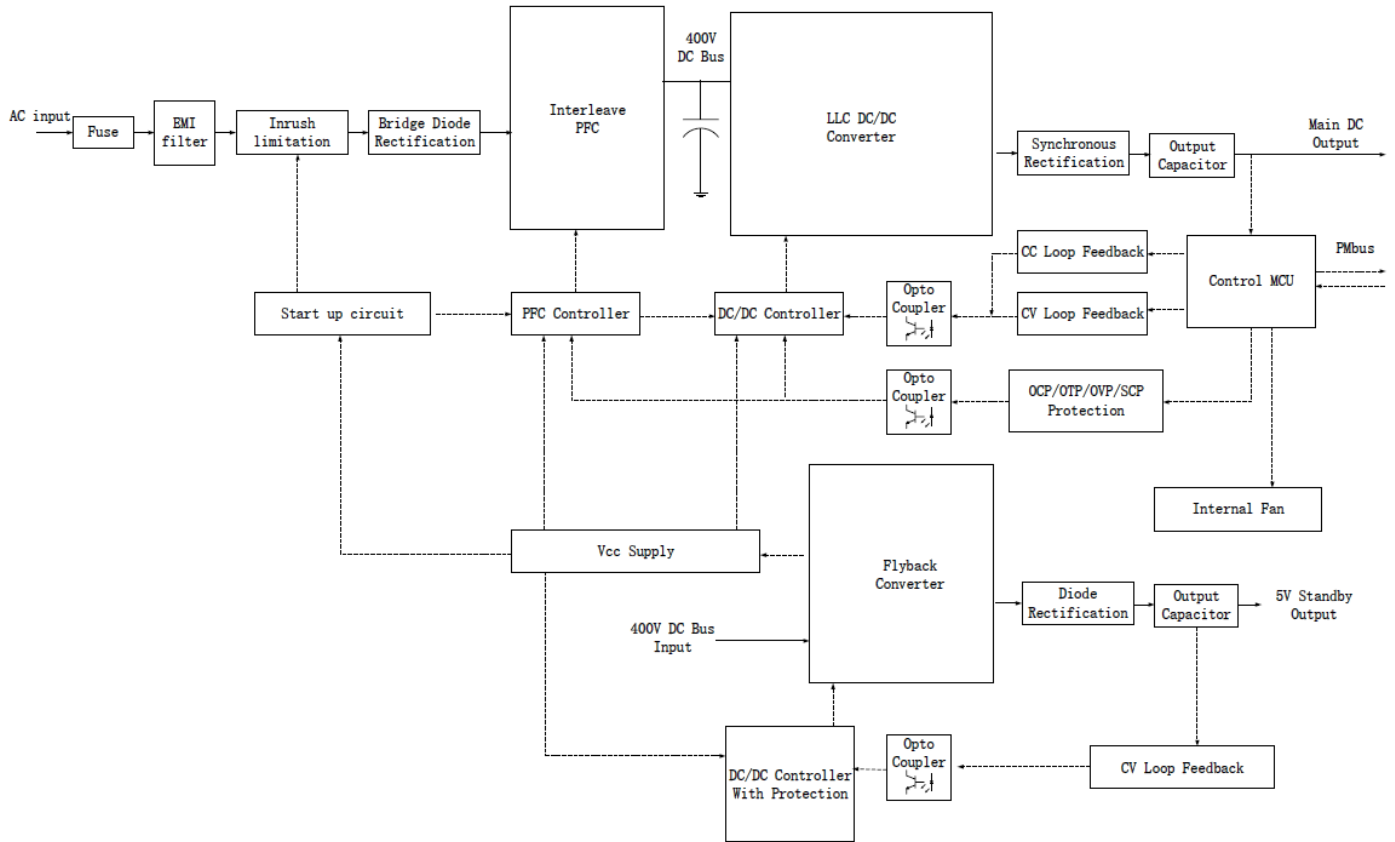 400V
DC Bus
AC input
Fuse
EMI
filter
Inrush
limitation
Bridge Diode
Rectification
Interleave
PFC
LLC DC/DC
Converter
Synchronous
Rectification
Output
Capacitor
Main DC
Output
CC Loop Feedback
PMbus
Control MCU
Start up circuit
PFC Controller
DC/DC Controller
Opto
Coupler
CV Loop Feedback
Opto
Coupler
OCP/OTP/OVP/SCP
Protection
Internal Fan
Vcc Supply
Flyback
Converter
Diode
Rectification
Output
Capacitor
5V Standby
Output
400V DC Bus
Input
DC/DC Controller
With Protection
Opto
Coupler
CV Loop Feedback